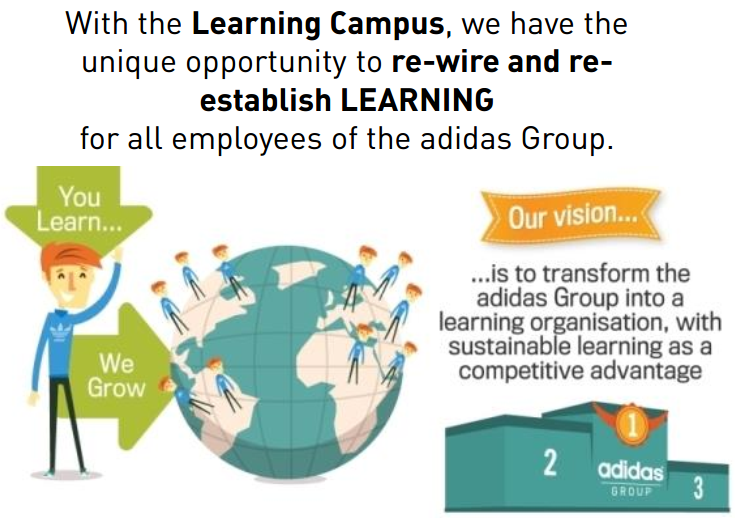 With the Learning Campus, we have the
unique opportunity to re-wire and re-
establish LEARNING
for all employees of the adidas Group.
You
Learn...
We
Grow
Our vision...
...is to transform the
adidas Group into a
learning organisation, with
sustainable learning as a
competitive advantage
1
2
adidas
GROUP
3